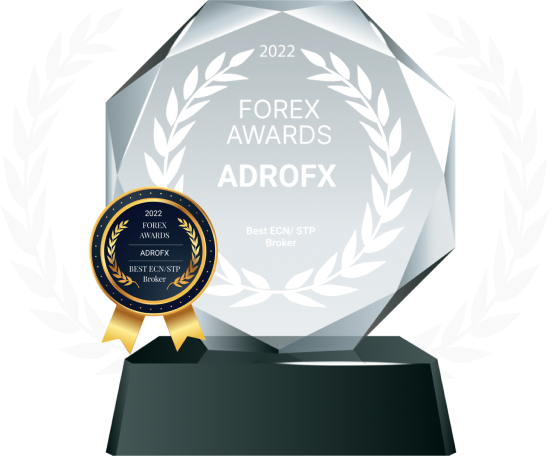 2022
FOREX
AWARDS
ADROFX
Best ECN/ STP
Broker
2022
FOREX
AWARDS
ADROFX
BEST ECN/STP
Broker